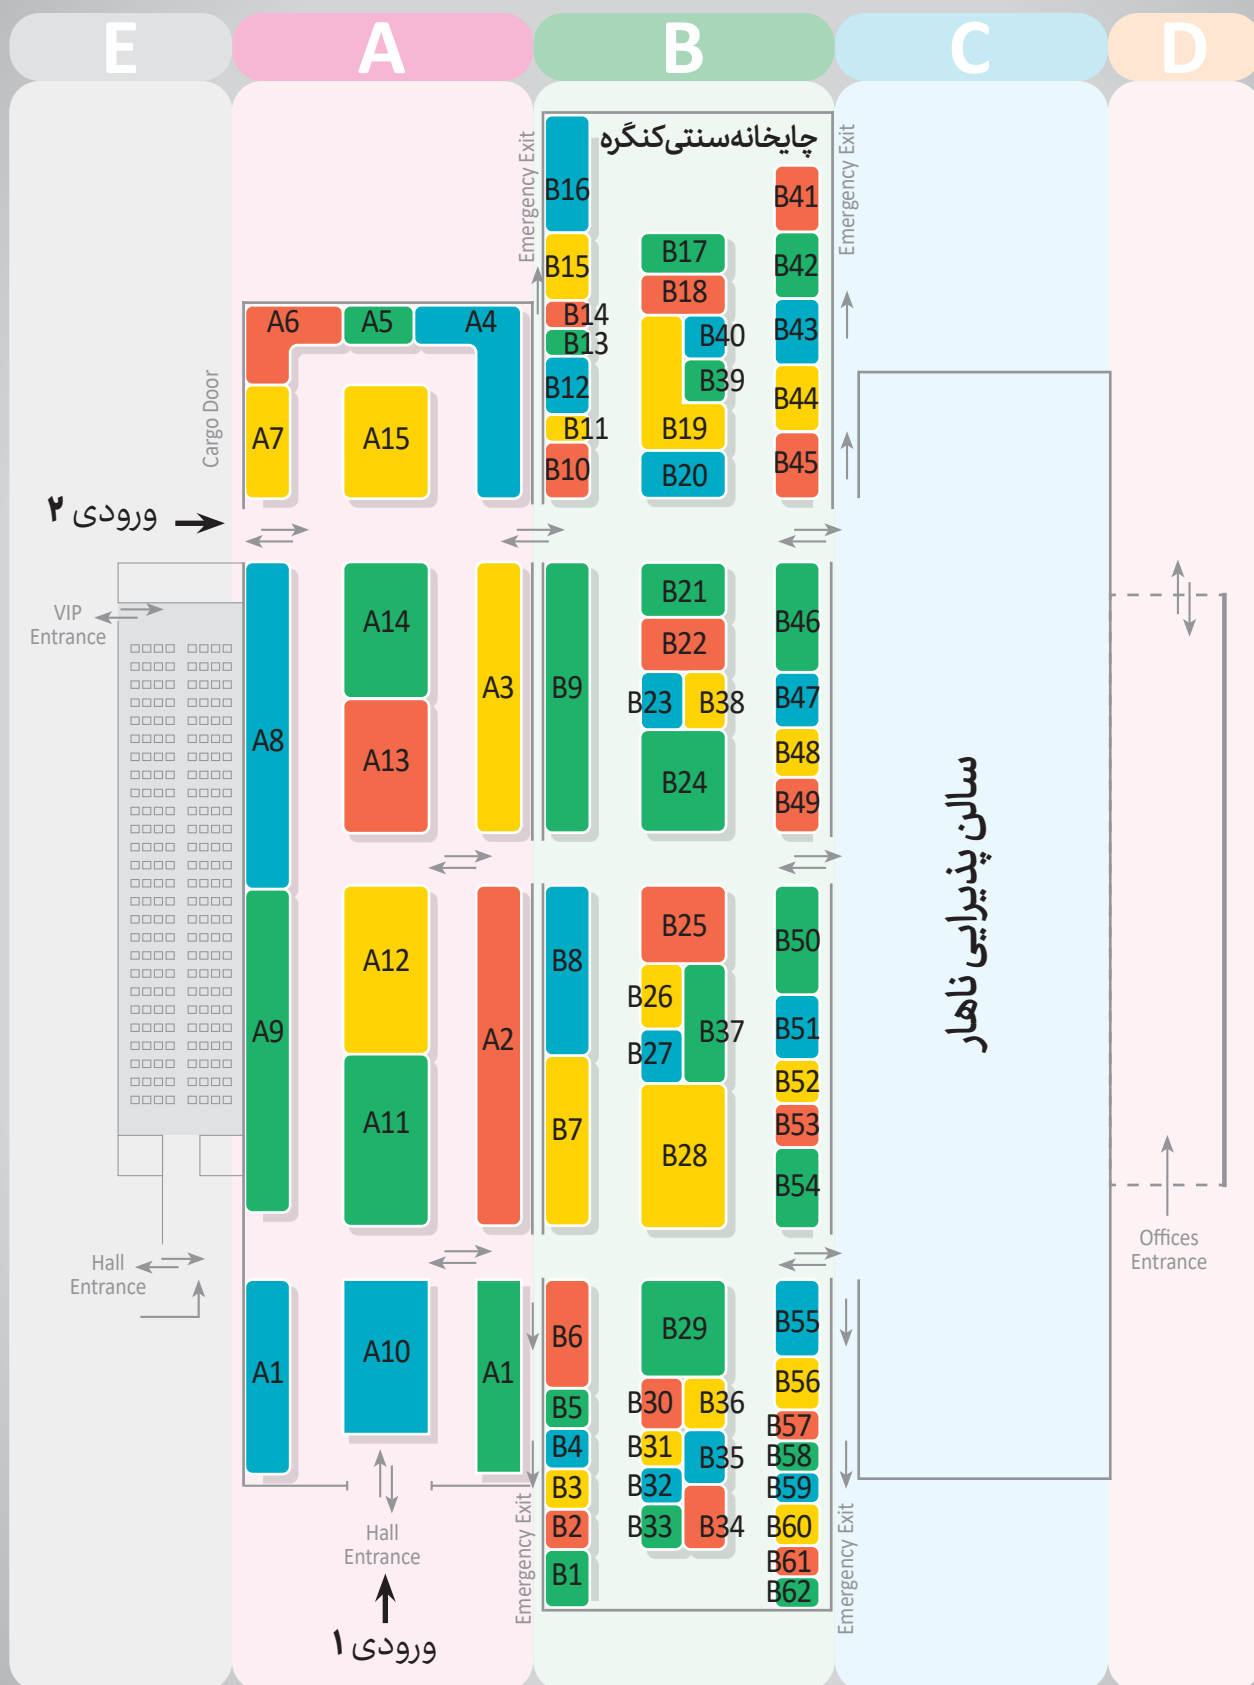 E
A
B
C
D
چایخانه‌سنتی‌کنگره
Emergency Exit
Emergency Exit
B16
B15
B14
B13
B12
B11
B10
B17
B18
B40
B39
B19
B20
B41
B42
B43
B44
B45
A6
A5
A4
A7
A15
Cargo Door
ورودی ۲
VIP
Entrance
A8
A14
A13
A3
B9
B21
B22
B23
B38
B24
B46
B47
B48
B49
A9
A12
A11
A2
B8
B7
B25
B26
B27
B37
B28
B50
B51
B52
B53
B54
سالن پذیرایی ناهار
Hall
Entrance
Offices
Entrance
A1
A10
A1
B6
B5
B4
B3
B2
B1
B29
B30
B36
B31
B35
B32
B33
B34
B55
B56
B57
B58
B59
B60
B61
B62
Emergency Exit
Emergency Exit
Hall
Entrance
ورودی ۱